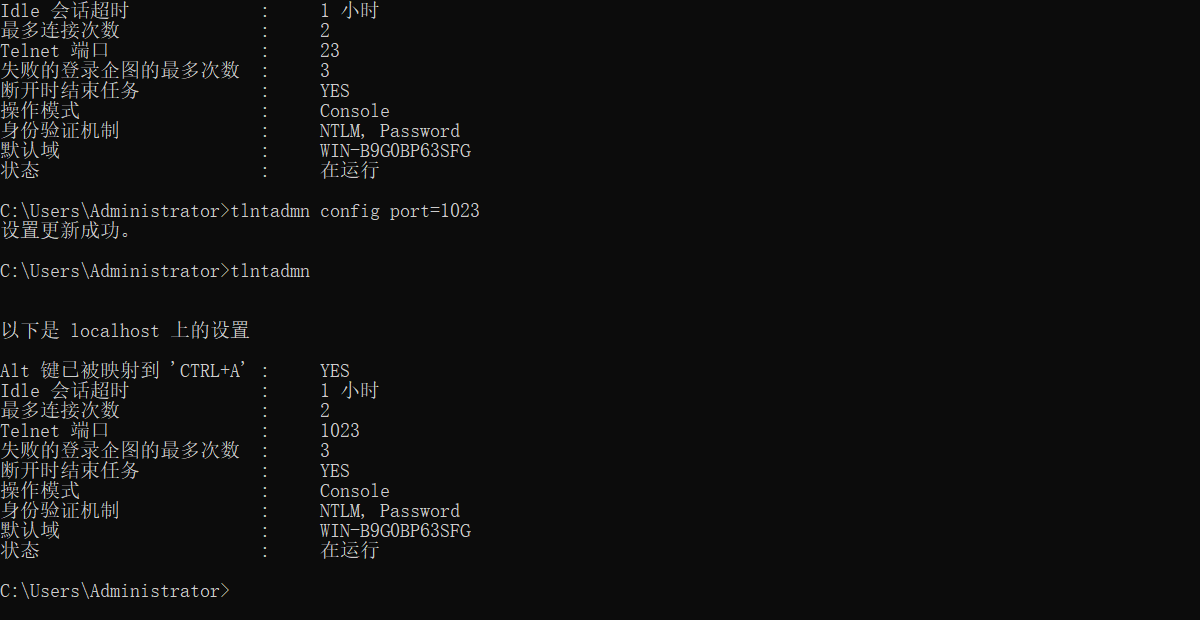 Idle 会话超时 : 1 小时
最多连接次数 : 2
Telnet 端口 : 23
失败的登录企图的最多次数 : 3
断开时结束任务 : YES
操作模式 : Console
身份验证机制 : NTLM, Password
默认域 : WIN-B9G0BP63SFG
状态 : 在运行
C:\Users\Administrator>tlntadmn config port=1023
设置更新成功。
C:\Users\Administrator>tlntadmn
以下是 localhost 上的设置
Alt 键已被映射到 'CTRL+A' : YES
Idle 会话超时 : 1 小时
最多连接次数 : 2
Telnet 端口 : 1023
失败的登录企图的最多次数 : 3
断开时结束任务 : YES
操作模式 : Console
身份验证机制 : NTLM, Password
默认域 : WIN-B9G0BP63SFG
状态 : 在运行
C:\Users\Administrator>